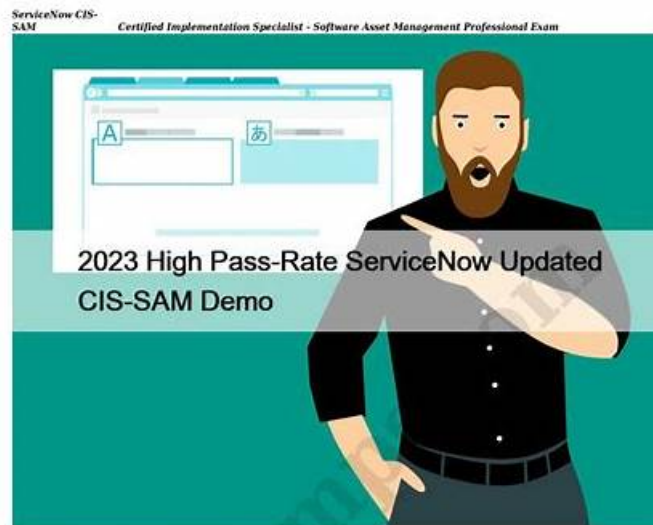 ServiceNow CIS-
SAM Certified Implementation Specialist - Software Asset Management Professional Exam
A
あ
2023 High Pass-Rate ServiceNow Updated
CIS-SAM Demo